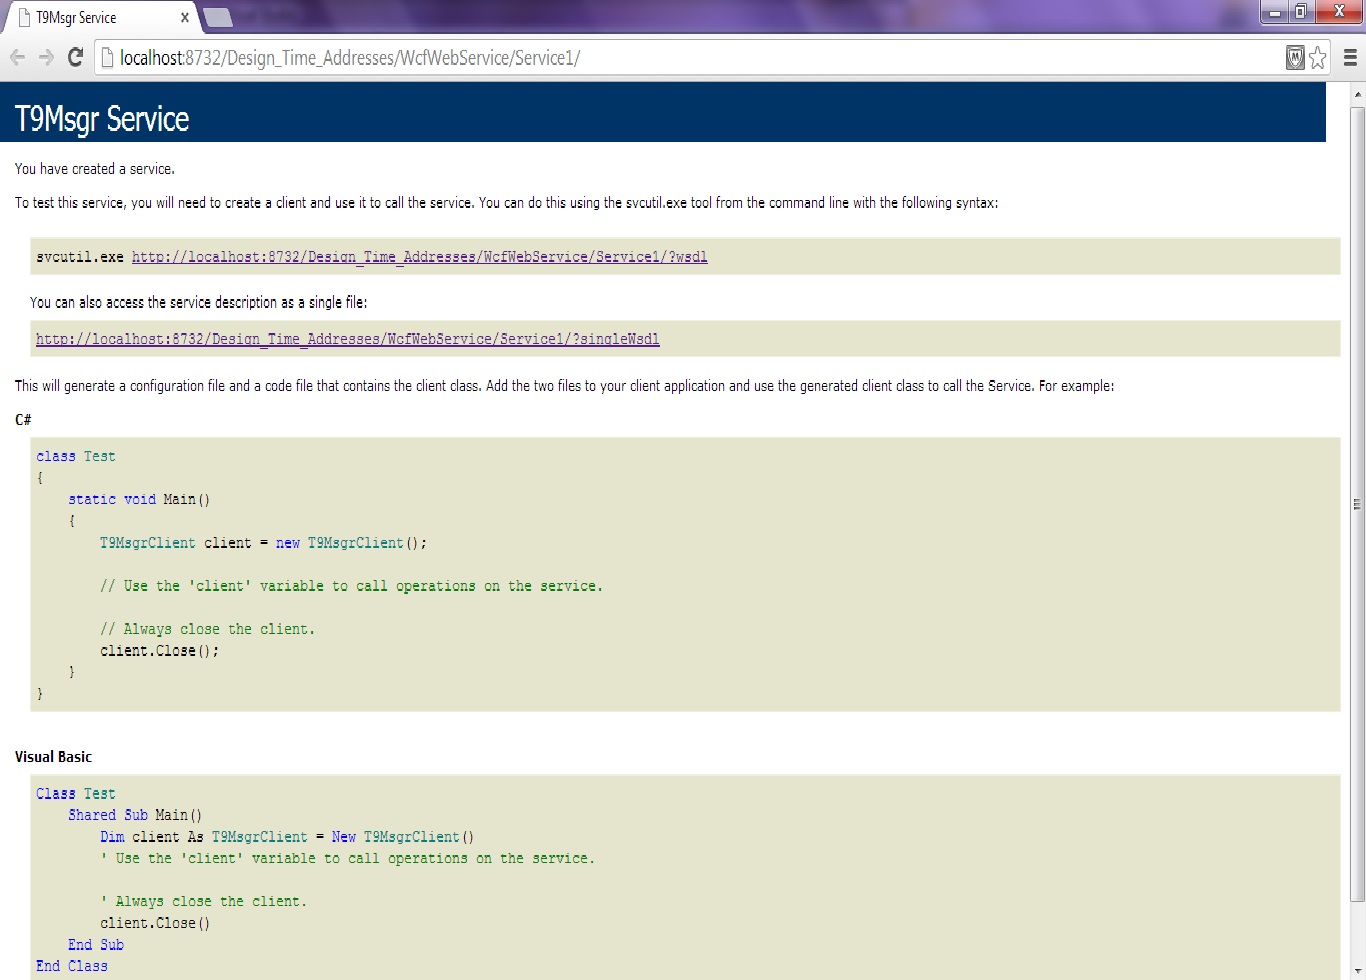 T9Msgr Service
localhost:8732/Design_Time_Addresses/WcfWebService/Service1/
T9Msgr Service
You have created a service.
To test this service, you will need to create a client and use it to call the service. You can do this using the svcutil.exe tool from the command line with the following syntax:
svcutil.exe http://localhost:8732/Design_Time_Addresses/WcfWebService/Service1/?wsdl
You can also access the service description as a single file:
http://localhost:8732/Design_Time_Addresses/WcfWebService/Service1/?singleWsdl
This will generate a configuration file and a code file that contains the client class. Add the two files to your client application and use the generated client class to call the Service. For example:
C#
class Test
{
    static void Main()
    {
        T9MsgrClient client = new T9MsgrClient();
        // Use the 'client' variable to call operations on the service.
        // Always close the client.
        client.Close();
    }
}
Visual Basic
Class Test
    Shared Sub Main()
        Dim client As T9MsgrClient = New T9MsgrClient()
        ' Use the 'client' variable to call operations on the service.
        ' Always close the client.
        client.Close()
    End Sub
End Class